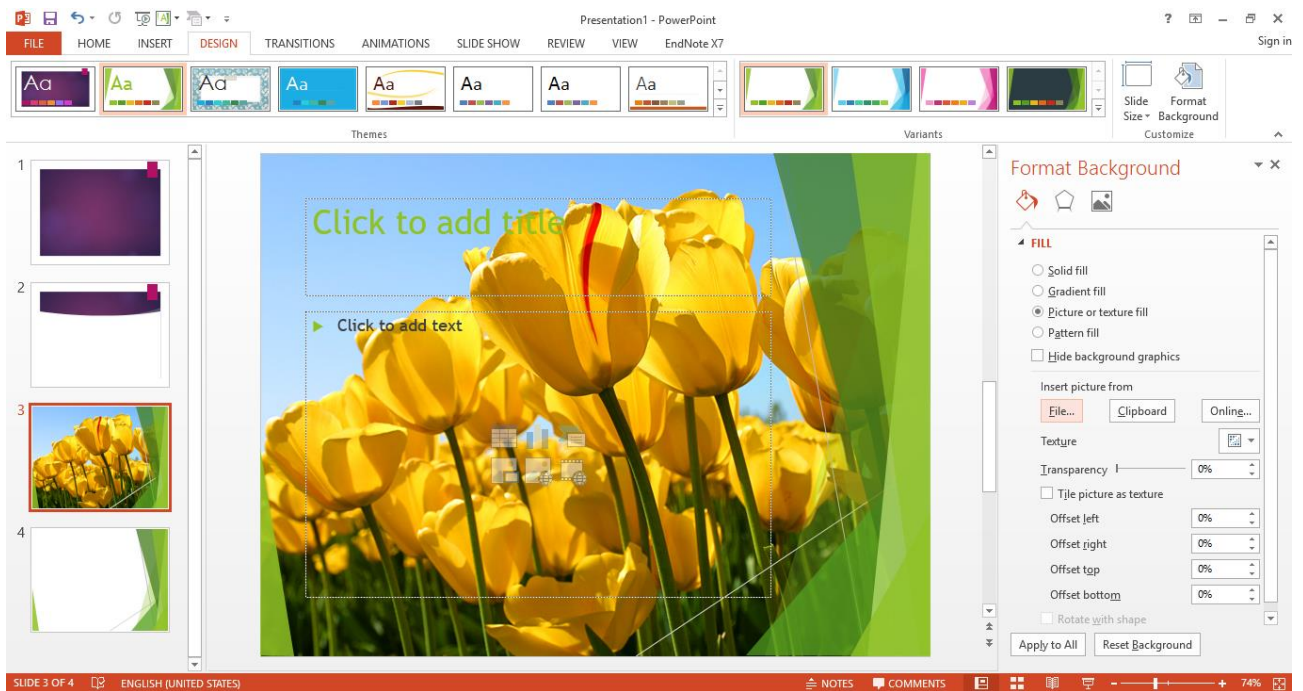 Presentation1 - PowerPoint
?
Sign in
FILE HOME INSERT DESIGN TRANSITIONS ANIMATIONS SLIDE SHOW REVIEW VIEW EndNote X7
Aa Aa Aa Aa Aa Aa Aa Aa
Slide Size
Format Background
Themes
Variants
Customize
1
2
3
4
Click to add title
Click to add text
Format Background
FILL
Solid fill
Gradient fill
Picture or texture fill
Pattern fill
Hide background graphics
Insert picture from
File... Clipboard Online...
Texture
Transparency 0%
Tile picture as texture
Offset left 0%
Offset right 0%
Offset top 0%
Offset bottom 0%
Rotate with shape
Apply to All Reset Background
SLIDE 3 OF 4 ENGLISH (UNITED STATES) NOTES COMMENTS 74%